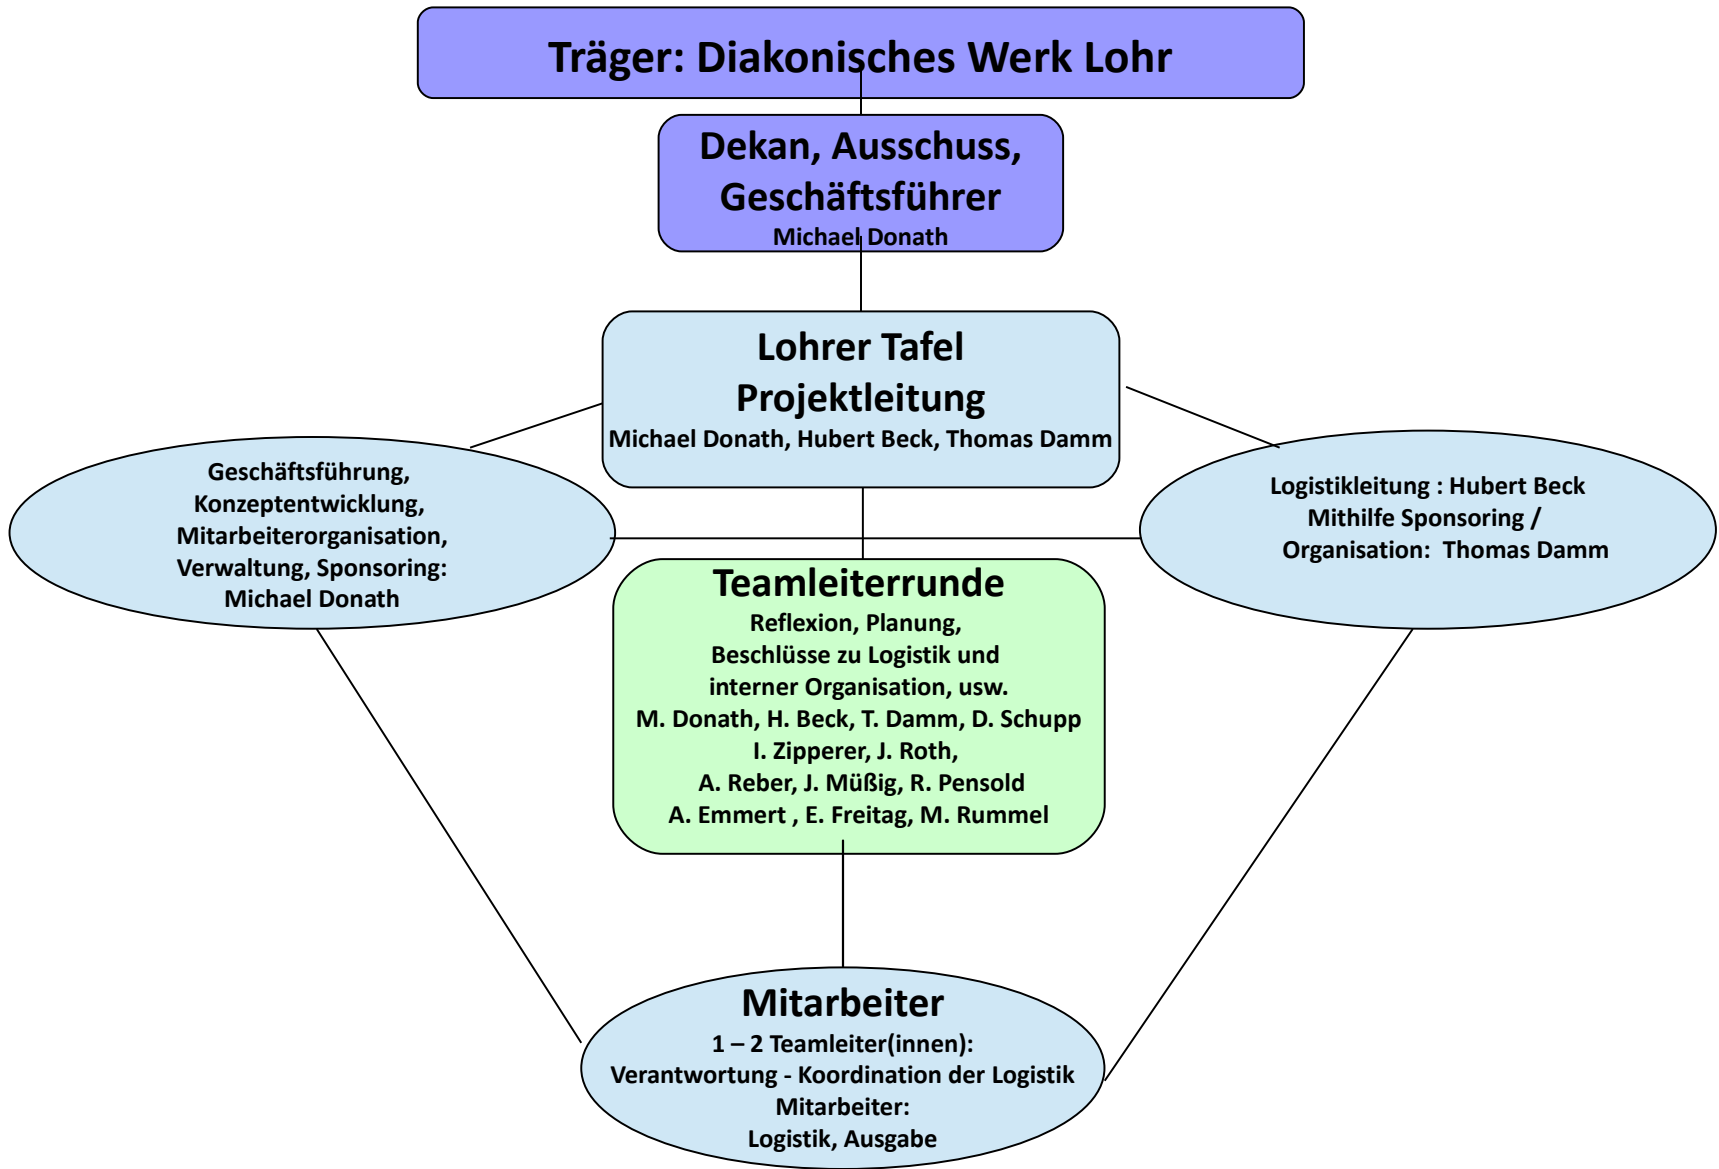 Träger: Diakonisches Werk Lohr
Dekan, Ausschuss,
Geschäftsführer
Michael Donath
Lohrer Tafel
Projektleitung
Michael Donath, Hubert Beck, Thomas Damm
Geschäftsführung,
Konzeptentwicklung,
Mitarbeiterorganisation,
Verwaltung, Sponsoring:
Michael Donath
Logistikleitung : Hubert Beck
Mithilfe Sponsoring /
Organisation: Thomas Damm
Teamleiterrunde
Reflexion, Planung,
Beschlüsse zu Logistik und
interner Organisation, usw.
M. Donath, H. Beck, T. Damm, D. Schupp
I. Zipperer, J. Roth,
A. Reber, J. Müßig, R. Pensold
A. Emmert , E. Freitag, M. Rummel
Mitarbeiter
1 – 2 Teamleiter(innen):
Verantwortung - Koordination der Logistik
Mitarbeiter:
Logistik, Ausgabe